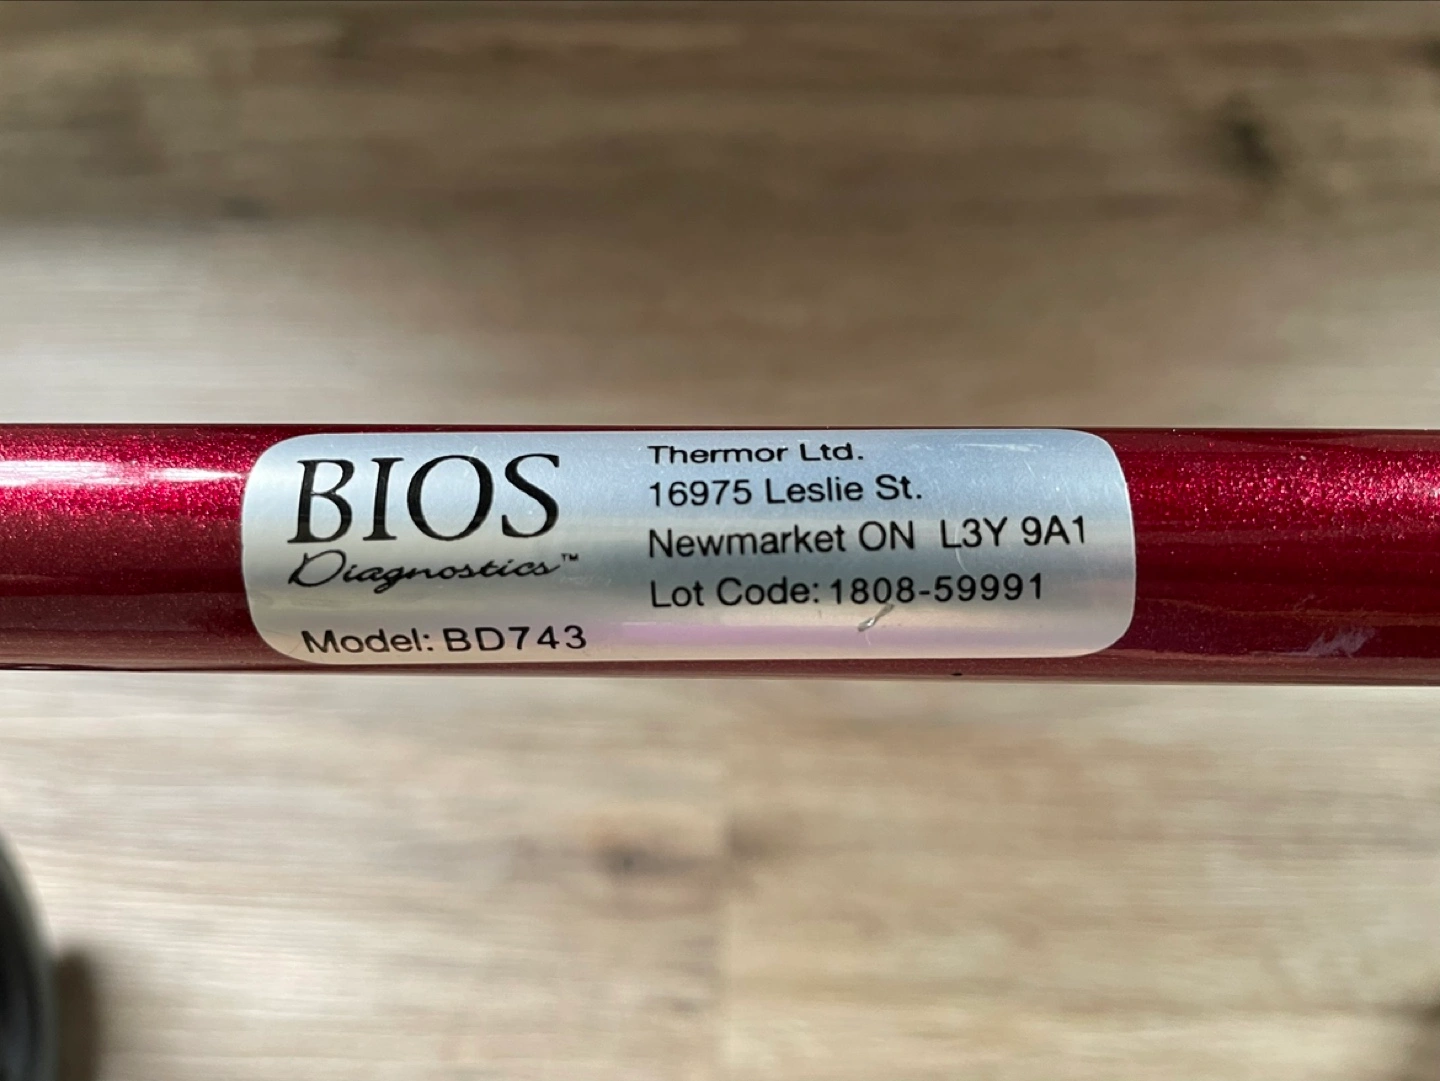 BIOS
Diagnostics™
Model: BD743
Thermor Ltd.
16975 Leslie St.
Newmarket ON L3Y 9A1
Lot Code: 1808-59991